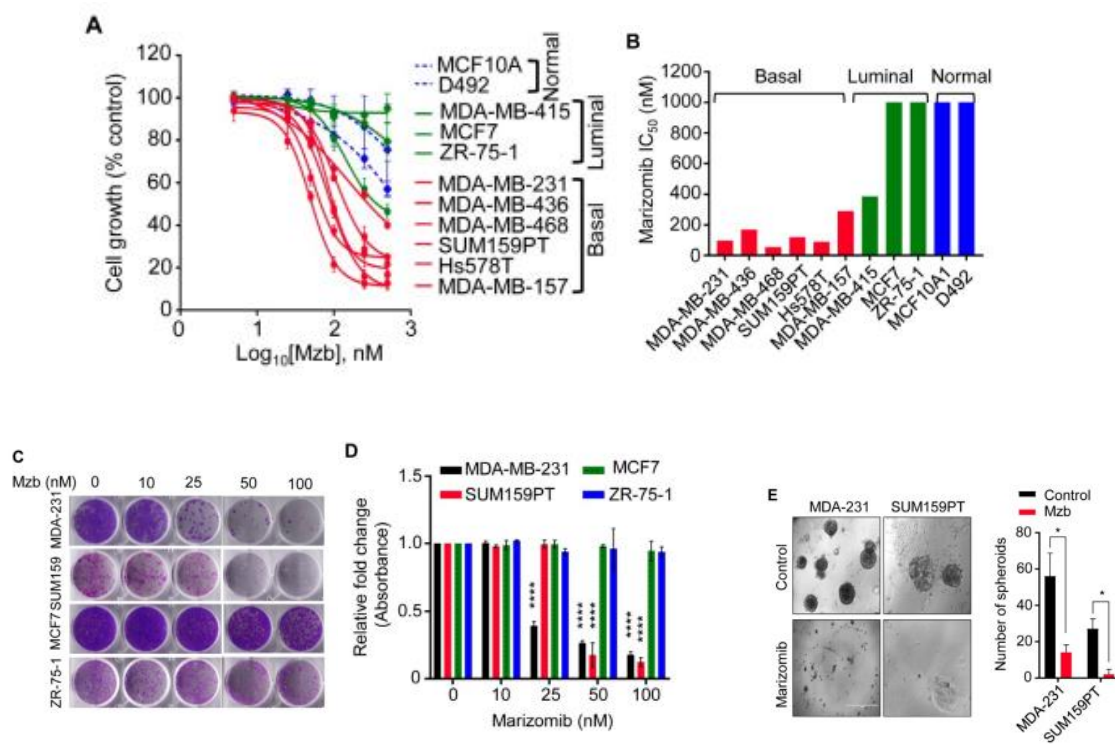 A
120
100
80
60
40
20
0
Cell growth (% control)
0
1
2
3
Log10[Mzb], nM
MCF10A
D492
Normal
MDA-MB-415
MCF7
ZR-75-1
Luminal
MDA-MB-231
MDA-MB-436
MDA-MB-468
SUM159PT
Hs578T
MDA-MB-157
Basal
B
Basal
Luminal
Normal
1000
800
600
400
200
0
Marizomib IC50 (nM)
MDA-MB-231
MDA-MB-436
MDA-MB-468
SUM159PT
Hs578T
MDA-MB-157
MDA-MB-415
MCF7
ZR-75-1
MCF10A1
D492
C
Mzb (nM)
0
10
25
50
100
MDA-231
SUM159
MCF7
ZR-75-1
D
MDA-MB-231
MCF7
SUM159PT
ZR-75-1
1.5
1.0
0.5
0
Relative fold change
(Absorbance)
****
****
****
****
****
0
10
25
50
100
Marizomib (nM)
E
MDA-231
SUM159PT
Control
Marizomib
Control
Mzb
80
60
40
20
0
Number of spheroids
*
*
MDA-231
SUM159PT